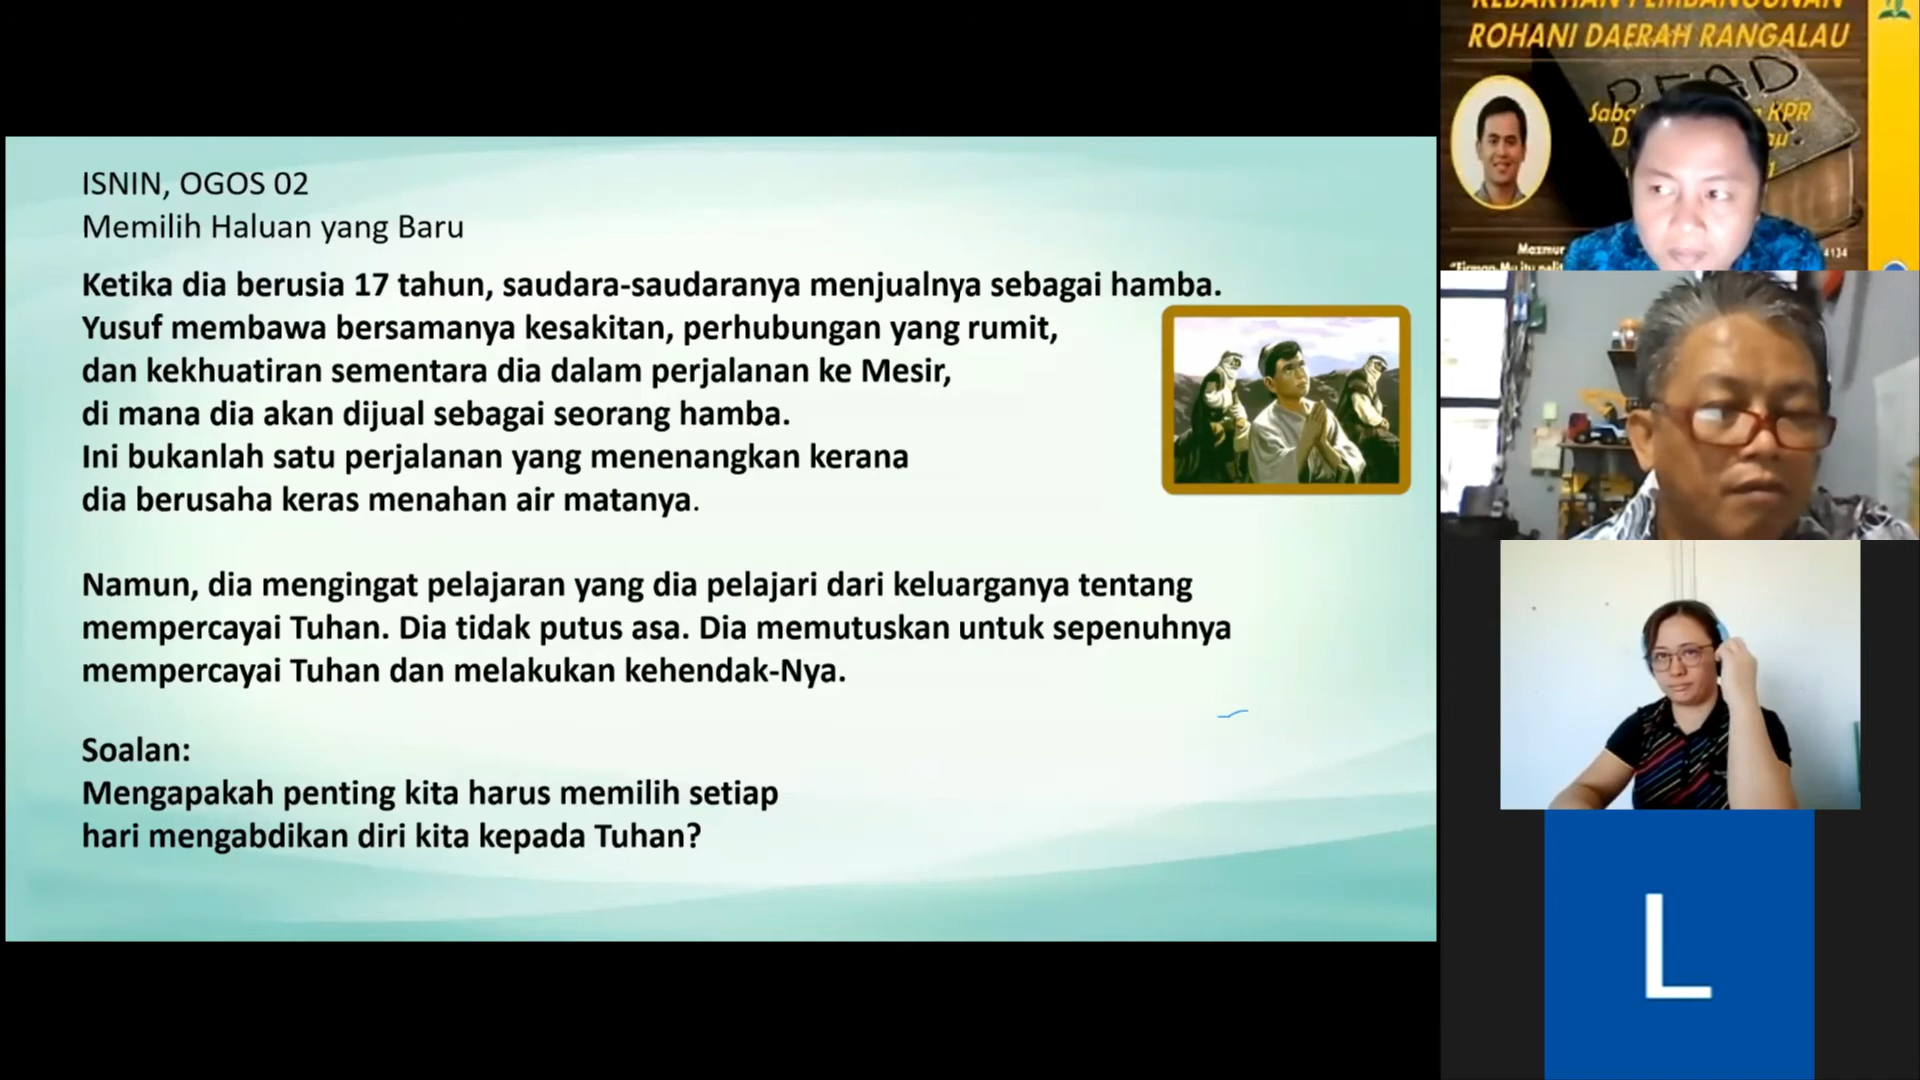 ISNIN, OGOS 02
Memilih Haluan yang Baru
Ketika dia berusia 17 tahun, saudara-saudaranya menjualnya sebagai hamba.
Yusuf membawa bersamanya kesakitan, perhubungan yang rumit,
dan kekhuatiran sementara dia dalam perjalanan ke Mesir,
di mana dia akan dijual sebagai seorang hamba.
Ini bukanlah satu perjalanan yang menenangkan kerana
dia berusaha keras menahan air matanya.
Namun, dia mengingat pelajaran yang dia pelajari dari keluarganya tentang
mempercayai Tuhan. Dia tidak putus asa. Dia memutuskan untuk sepenuhnya
mempercayai Tuhan dan melakukan kehendak-Nya.
Soalan:
Mengapakah penting kita harus memilih setiap
hari mengabdikan diri kita kepada Tuhan?
KEBAKTIAN PEMBANGUNAN
ROHANI DAERAH RANGALAU
READ
KPR
L